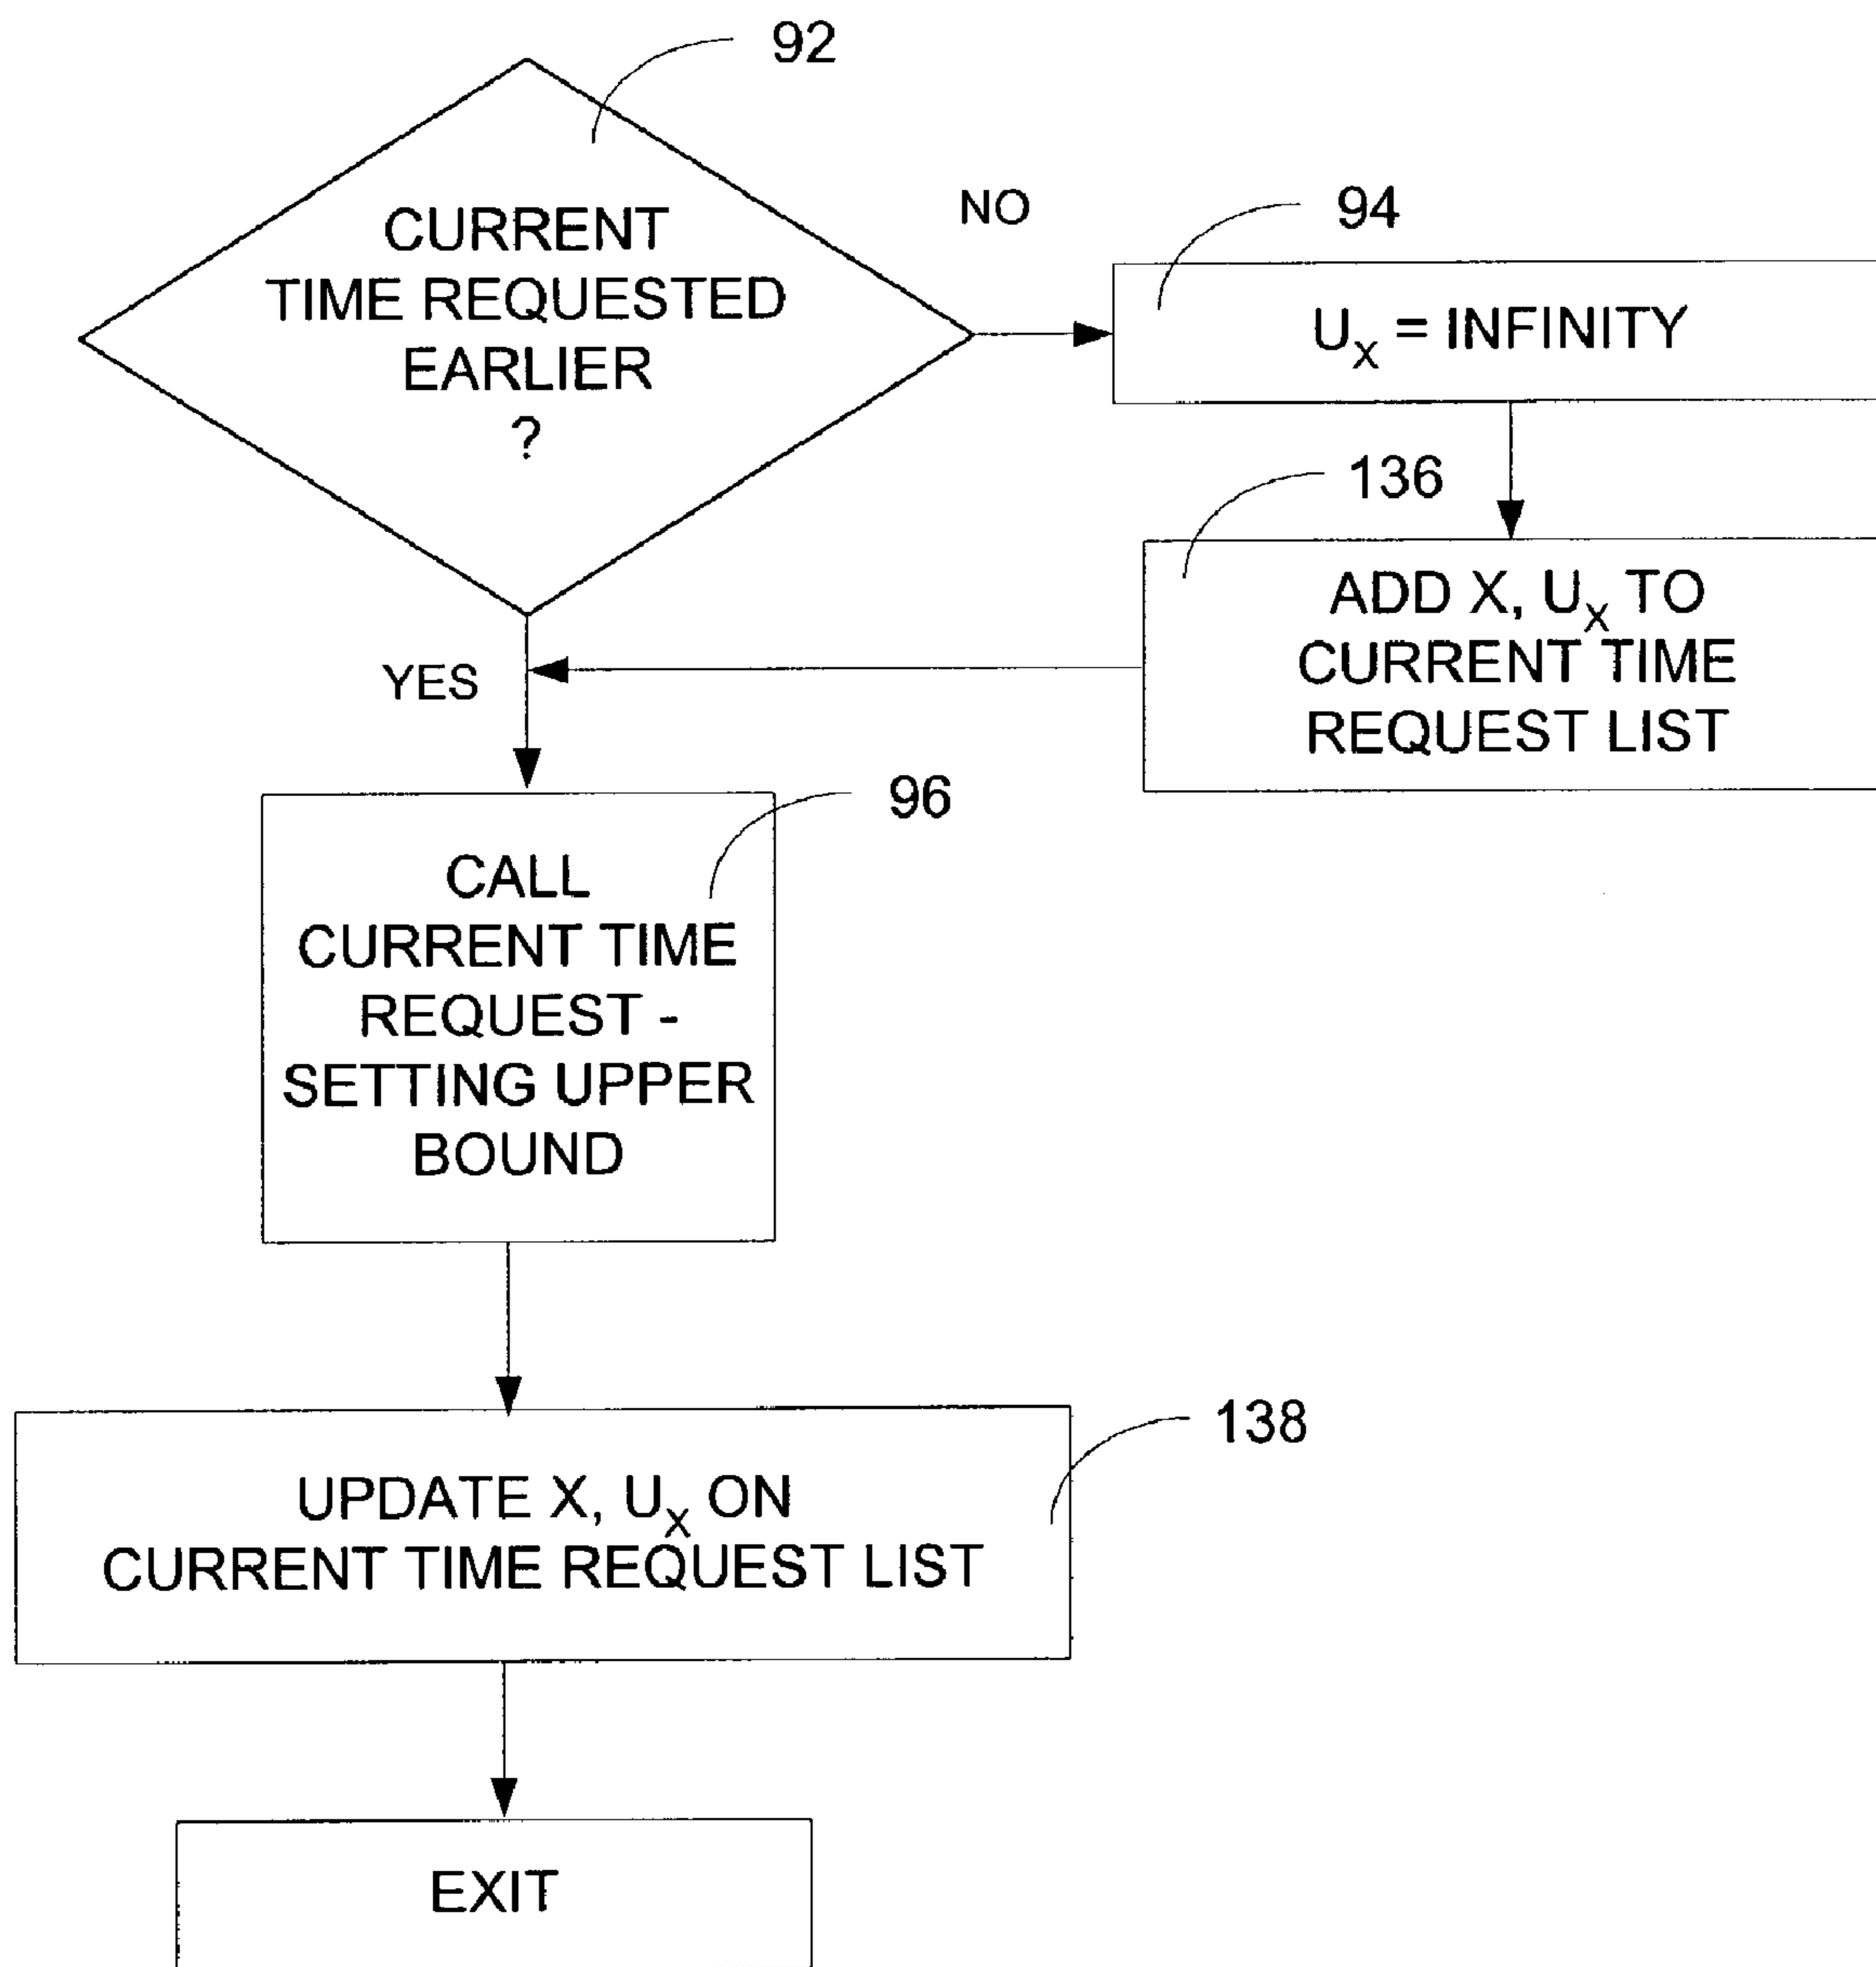 92
CURRENT
TIME REQUESTED
EARLIER
?
NO
94
Ux = INFINITY
136
ADD X, Ux TO
CURRENT TIME
REQUEST LIST
YES
96
CALL
CURRENT TIME
REQUEST -
SETTING UPPER
BOUND
138
UPDATE X, Ux ON
CURRENT TIME REQUEST LIST
EXIT